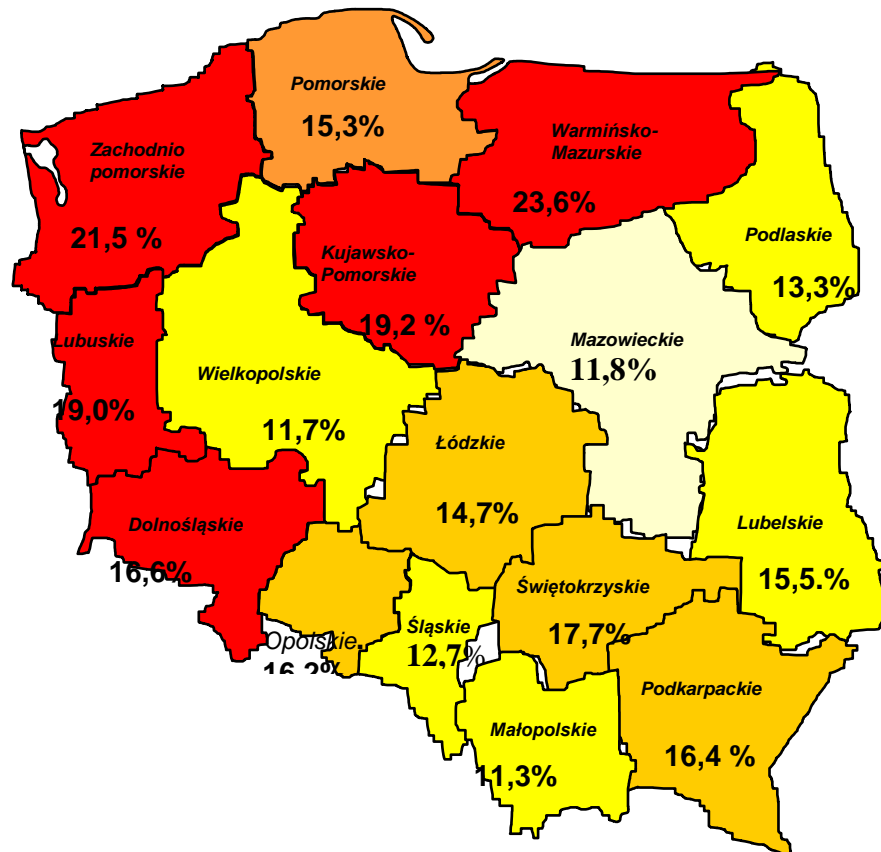 Pomorskie
15,3%
Warmińsko-
Mazurskie
23,6%
Zachodnio
pomorskie
21,5 %
Podlaskie
13,3%
Kujawsko-
Pomorskie
19,2 %
Mazowieckie
11,8%
Lubuskie
19,0%
Wielkopolskie
11,7%
Łódzkie
14,7%
Dolnośląskie
16,6%
Lubelskie
15,5.%
Świętokrzyskie
17,7%
Opolskie.
16,2%
Śląskie
12,7%
Podkarpackie
16,4 %
Małopolskie
11,3%